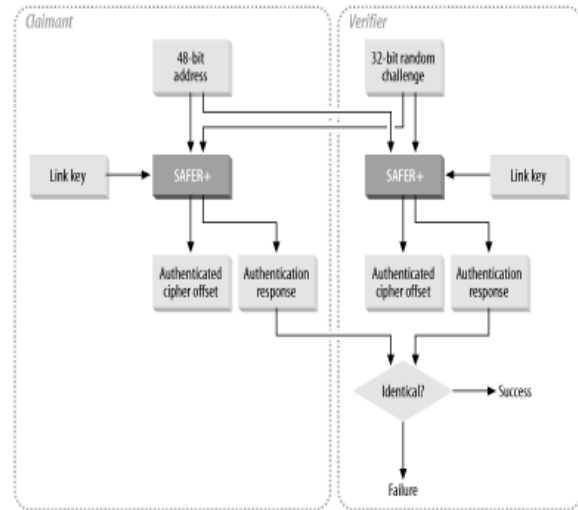 Claimant
Verifier
48-bit
address
32-bit random
challenge
Link key
SAFER+
SAFER+
Link key
Authenticated
cipher offset
Authentication
response
Authenticated
cipher offset
Authentication
response
Identical?
Success
Failure